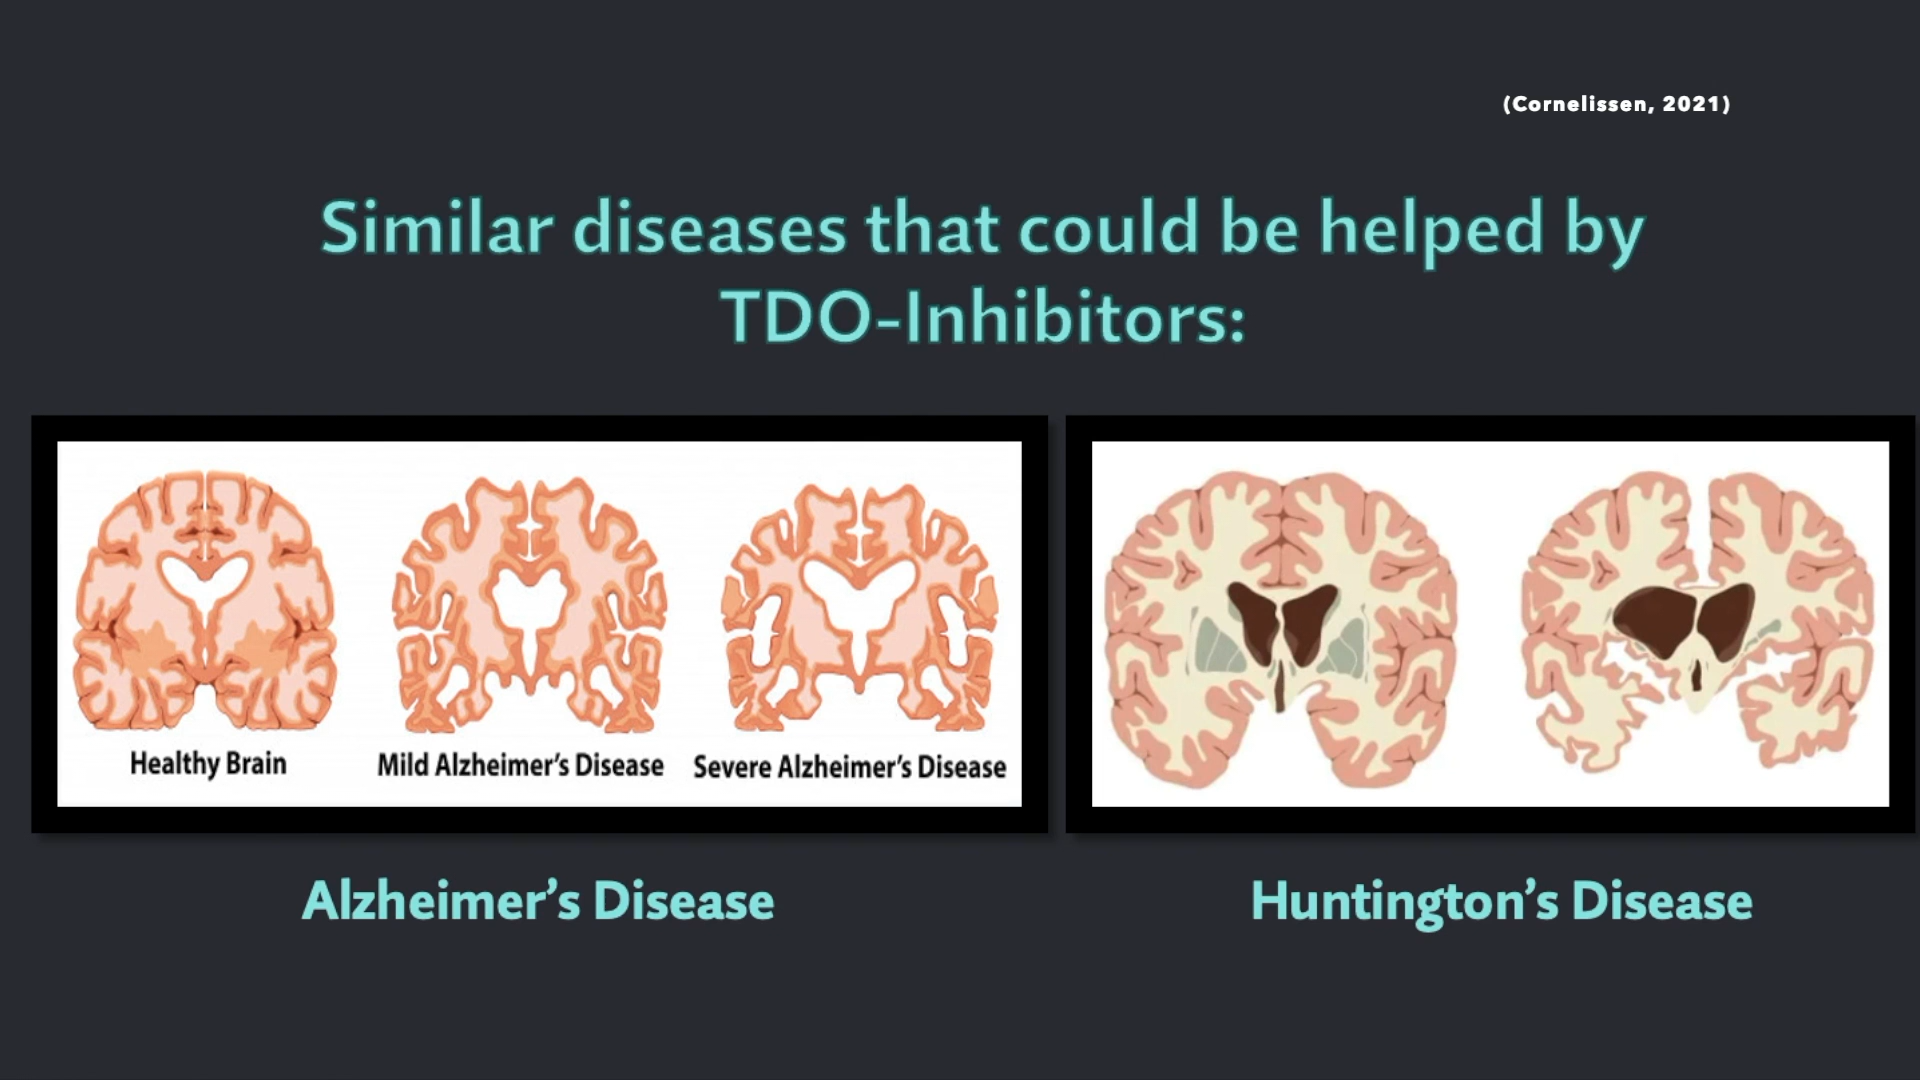 (Cornelissen, 2021)
Similar diseases that could be helped by
TDO-Inhibitors:
Healthy Brain
Mild Alzheimer's Disease
Severe Alzheimer's Disease
Alzheimer’s Disease
Huntington’s Disease